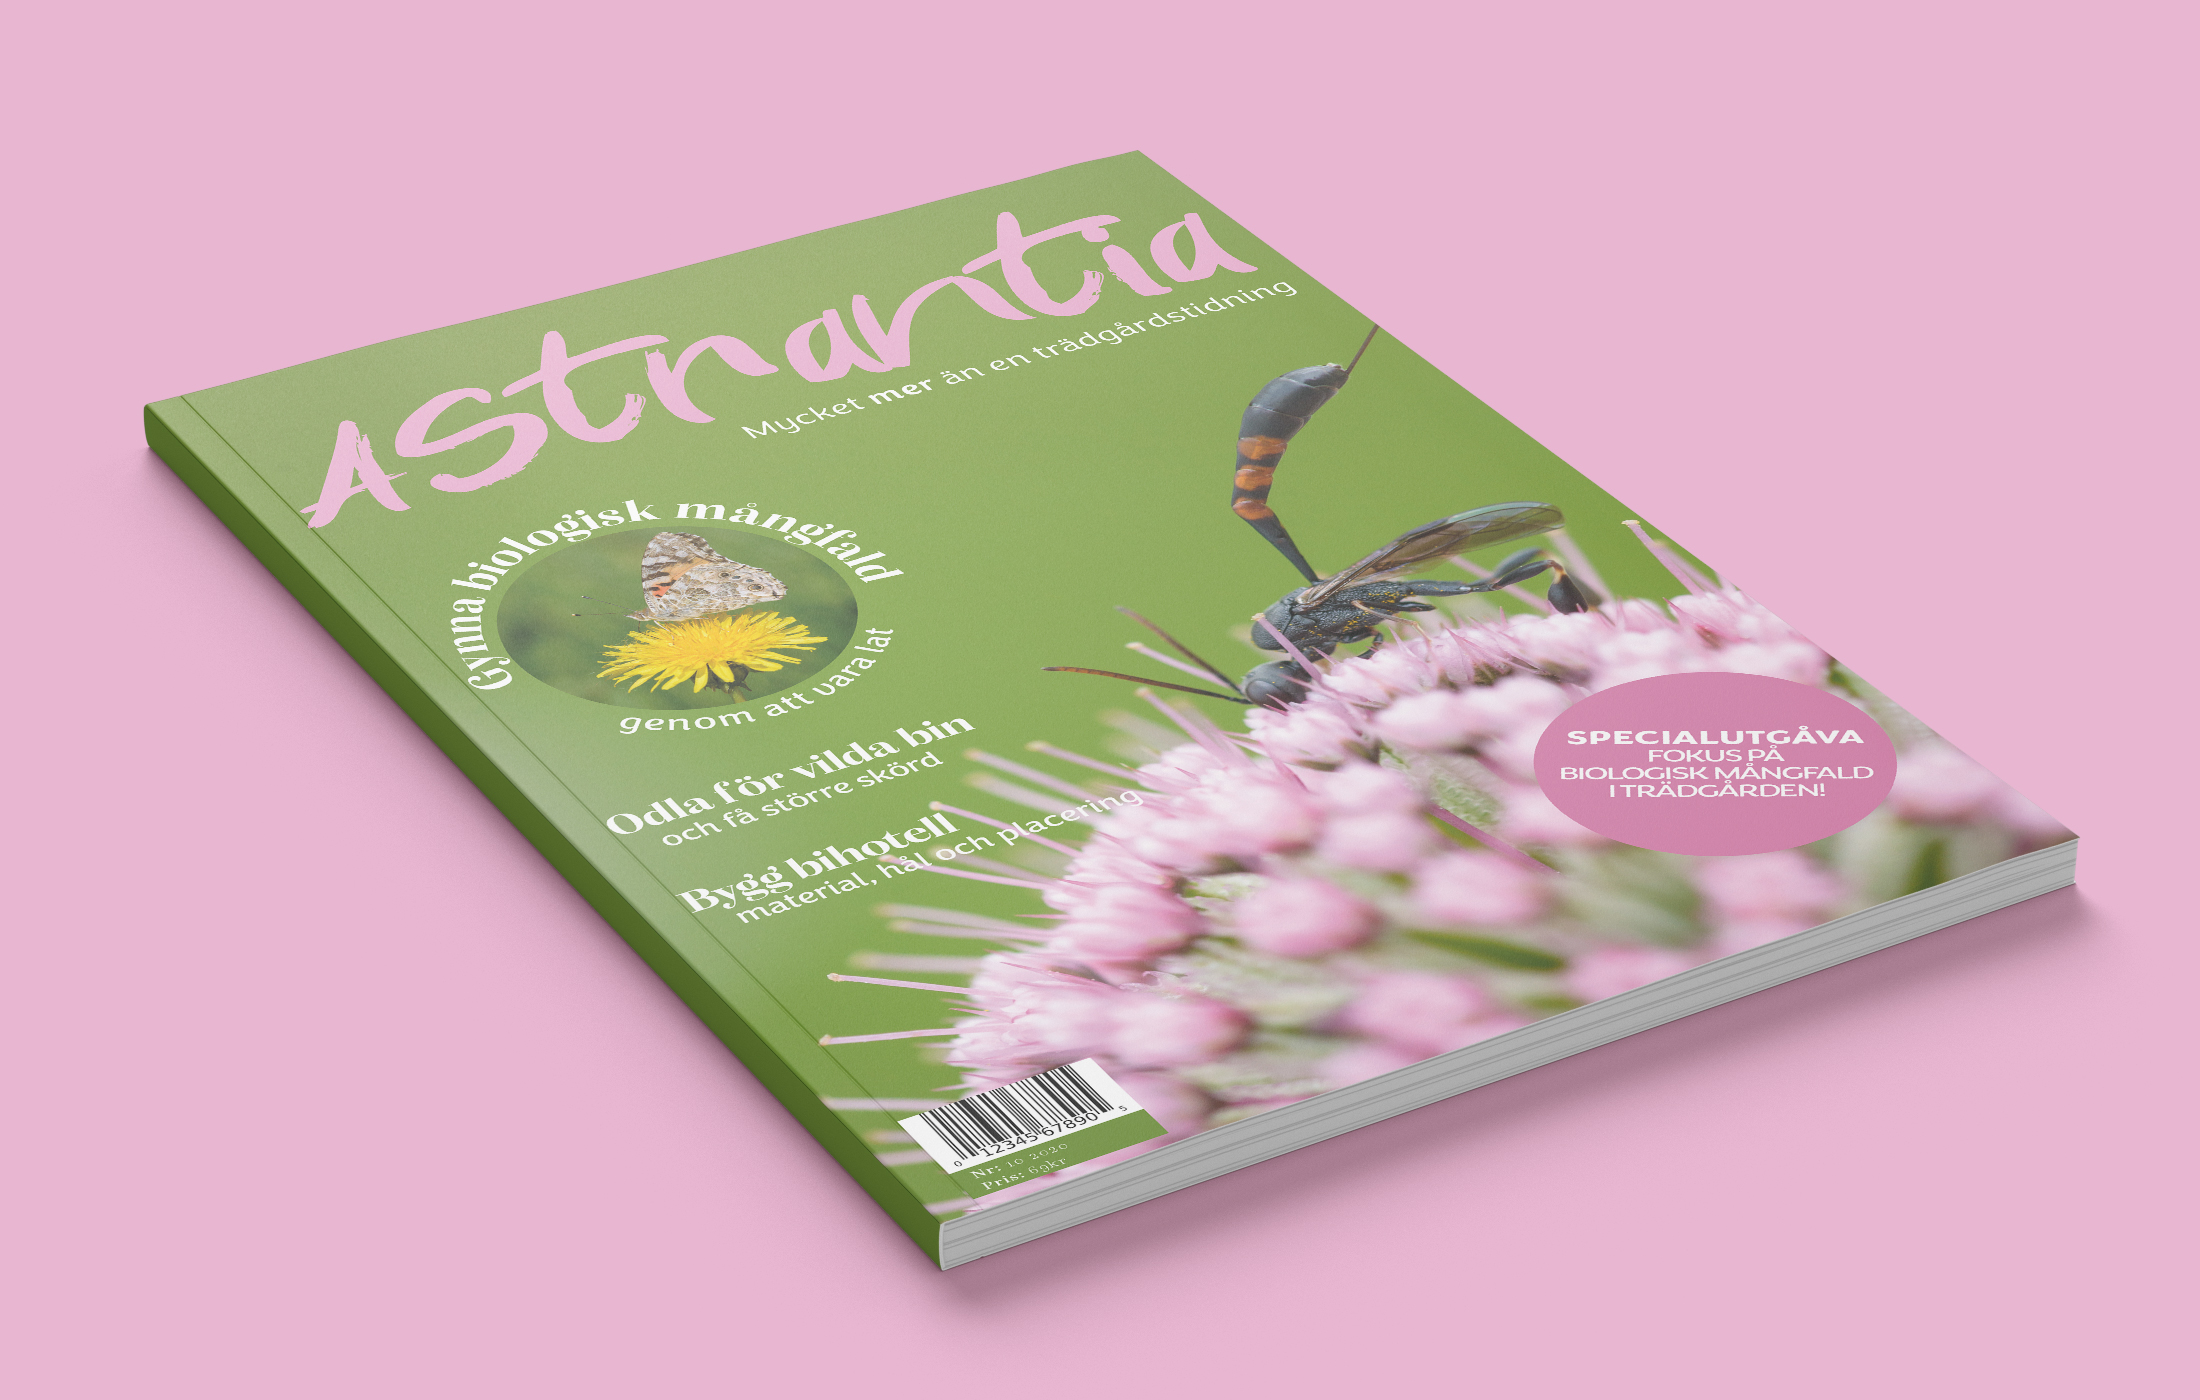 Astrantia
Mycket mer än en trädgårdstidning
Gynna biologisk mångfald
genom att vara lat
Odla för vilda bin
och få större skörd
Bygg bihotell
material, hål och placering
SPECIALUTGÅVA
FOKUS PÅ
BIOLOGISK MÅNGFALD
I TRÄDGÅRDEN!
0 12345 67890 5
Nr: 10 2020
Pris: 69kr